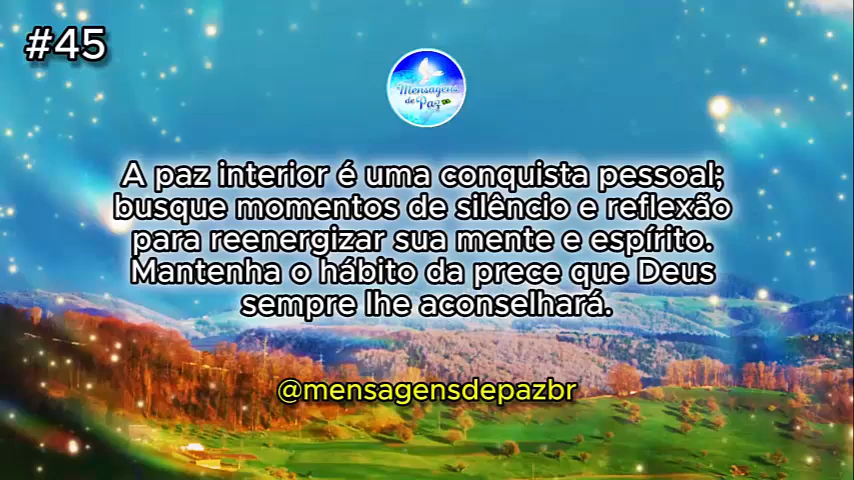 #45
Mensagens
de Paz
A paz interior é uma conquista pessoal;
busque momentos de silêncio e reflexão
para reenergizar sua mente e espírito.
Mantenha o hábito da prece que Deus
sempre lhe aconselhará.
@mensagensdepazbr